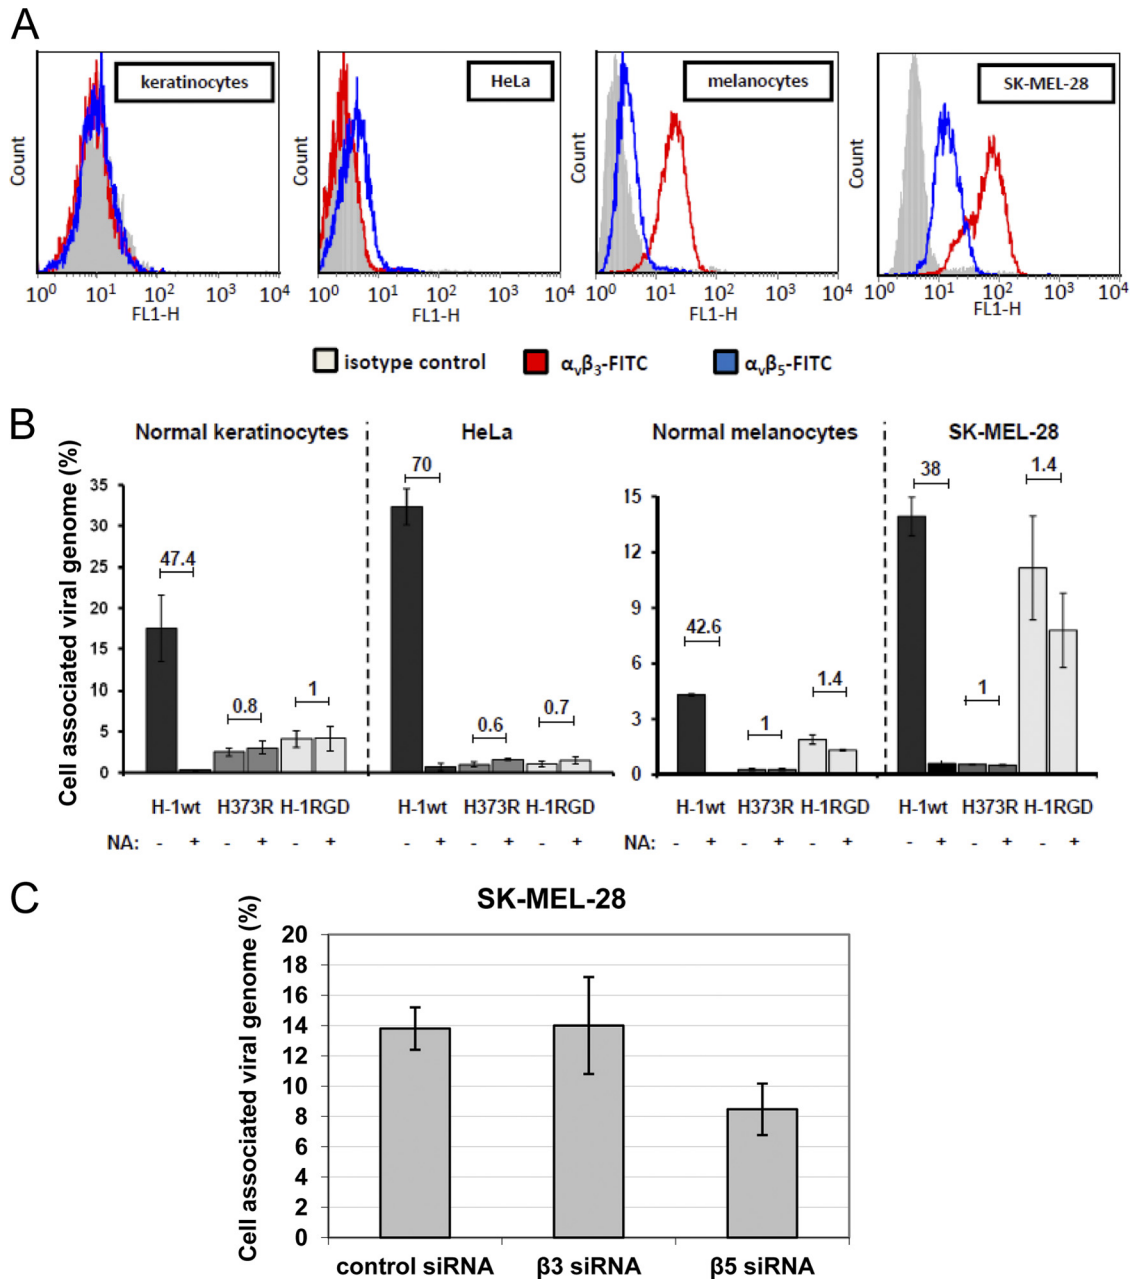 A
keratinocytes
HeLa
melanocytes
SK-MEL-28
Count
Count
Count
Count
10⁰ 10¹ 10² 10³ 10⁴
10⁰ 10¹ 10² 10³ 10⁴
10⁰ 10¹ 10² 10³ 10⁴
10⁰ 10¹ 10² 10³ 10⁴
FL1-H
FL1-H
FL1-H
FL1-H
isotype control
αᵥβ₃-FITC
αᵥβ₅-FITC
B
Normal keratinocytes
HeLa
Normal melanocytes
SK-MEL-28
Cell associated viral genome (%)
35
30
25
20
15
10
5
0
47.4
0.8
1
70
0.6
0.7
15
12
9
6
3
0
42.6
1
1.4
38
1
1.4
H-1wt H373R H-1RGD
H-1wt H373R H-1RGD
H-1wt H373R H-1RGD
H-1wt H373R H-1RGD
NA: - + - + - + - + - + - + - + - + - + - + - + - +
C
SK-MEL-28
Cell associated viral genome (%)
20
18
16
14
12
10
8
6
4
2
0
control siRNA
β3 siRNA
β5 siRNA